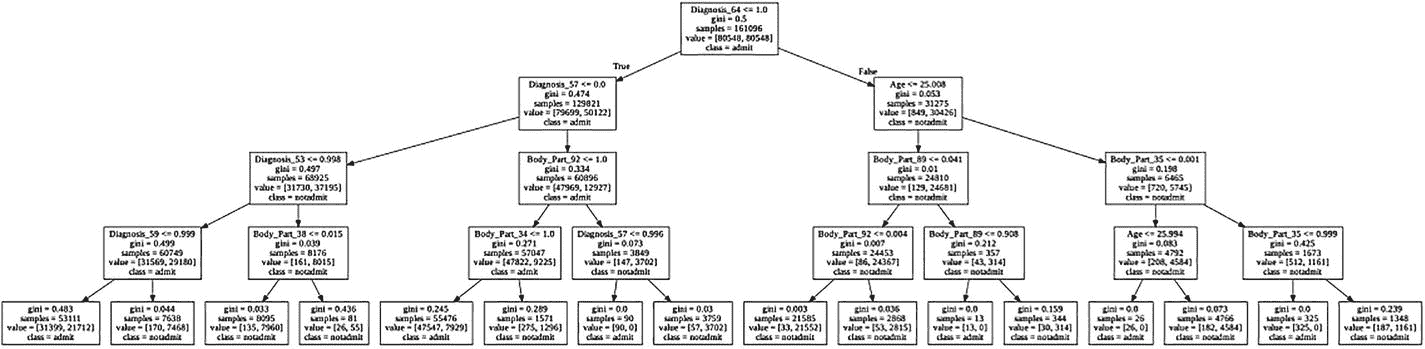 Diagnosis_64 <= 1.0
gini = 0.5
samples = 161096
value = [80548, 80548]
class = admit
True
False
Diagnosis_57 <= 0.0
gini = 0.474
samples = 129821
value = [79699, 50122]
class = admit
Age <= 25.008
gini = 0.053
samples = 31275
value = [849, 30426]
class = notadmit
Diagnosis_53 <= 0.998
gini = 0.497
samples = 68925
value = [31730, 37195]
class = notadmit
Body_Part_92 <= 1.0
gini = 0.334
samples = 60896
value = [47969, 12927]
class = admit
Body_Part_89 <= 0.041
gini = 0.01
samples = 24810
value = [129, 24681]
class = notadmit
Body_Part_35 <= 0.001
gini = 0.198
samples = 6465
value = [720, 5745]
class = notadmit
Diagnosis_59 <= 0.999
gini = 0.499
samples = 60749
value = [31569, 29180]
class = admit
Body_Part_38 <= 0.015
gini = 0.039
samples = 8176
value = [161, 8015]
class = notadmit
Body_Part_34 <= 1.0
gini = 0.271
samples = 57047
value = [47822, 9225]
class = admit
Diagnosis_57 <= 0.996
gini = 0.073
samples = 3849
value = [147, 3702]
class = notadmit
Body_Part_92 <= 0.004
gini = 0.007
samples = 24453
value = [86, 24367]
class = notadmit
Body_Part_89 <= 0.908
gini = 0.212
samples = 357
value = [43, 314]
class = notadmit
Age <= 25.994
gini = 0.083
samples = 4792
value = [208, 4584]
class = notadmit
Body_Part_35 <= 0.999
gini = 0.425
samples = 1673
value = [512, 1161]
class = notadmit
gini = 0.483
samples = 53111
value = [31399, 21712]
class = admit
gini = 0.044
samples = 7638
value = [170, 7468]
class = notadmit
gini = 0.033
samples = 8095
value = [135, 7960]
class = notadmit
gini = 0.436
samples = 81
value = [26, 55]
class = notadmit
gini = 0.245
samples = 55476
value = [47547, 7929]
class = admit
gini = 0.289
samples = 1571
value = [275, 1296]
class = notadmit
gini = 0.0
samples = 90
value = [90, 0]
class = admit
gini = 0.03
samples = 3759
value = [57, 3702]
class = notadmit
gini = 0.003
samples = 21585
value = [33, 21552]
class = notadmit
gini = 0.036
samples = 2868
value = [53, 2815]
class = notadmit
gini = 0.0
samples = 13
value = [13, 0]
class = admit
gini = 0.159
samples = 344
value = [30, 314]
class = notadmit
gini = 0.0
samples = 26
value = [26, 0]
class = admit
gini = 0.073
samples = 4766
value = [182, 4584]
class = notadmit
gini = 0.0
samples = 325
value = [325, 0]
class = admit
gini = 0.239
samples = 1348
value = [187, 1161]
class = notadmit